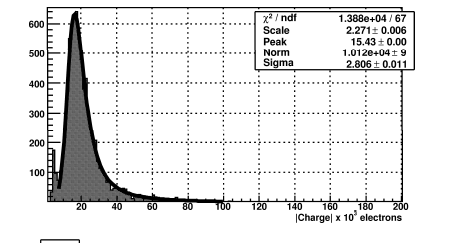 χ² / ndf 1.388e+04 / 67
Scale 2.271± 0.006
Peak 15.43± 0.00
Norm 1.012e+04± 9
Sigma 2.806± 0.011
600
500
400
300
200
100
20 40 60 80 100 120 140 160 180 200
|Charge| x 10³ electrons